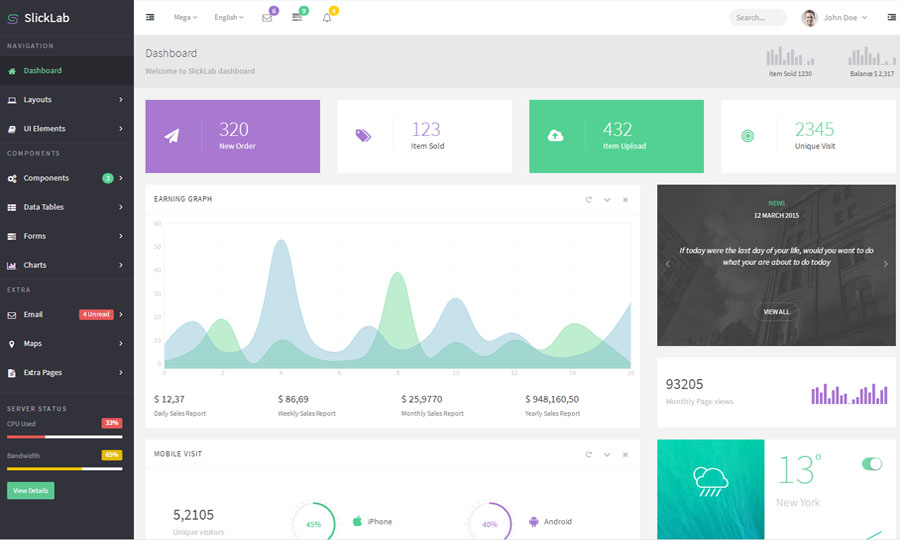 SlickLab
Mega
English
6
9
4
Search...
John Doe
NAVIGATION
Dashboard
Layouts
UI Elements
COMPONENTS
Components
3
Data Tables
Forms
Charts
EXTRA
Email
4 Unread
Maps
Extra Pages
SERVER STATUS
CPU Used
33%
Bandwidth
65%
View Details
Dashboard
Welcome to SlickLab dashboard
Item Sold 1230
Balance $ 2,317
320
New Order
123
Item Sold
432
Item Upload
2345
Unique Visit
EARNING GRAPH
60
50
40
30
20
10
0
0 2 4 6 8 10 12 14 16
$ 12,37
Daily Sales Report
$ 86,69
Weekly Sales Report
$ 25,9770
Monthly Sales Report
$ 948,160,50
Yearly Sales Report
NEWS
12 MARCH 2015
If today were the last day of your life, would you want to do
what your are about to do today
VIEW ALL
93205
Monthly Page views
MOBILE VISIT
5,2105
Unique visitors
45%
iPhone
40%
Android
13°
New York